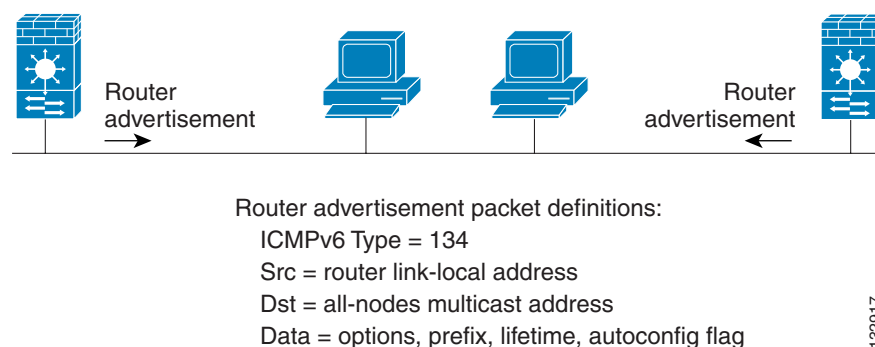 Router
advertisement
Router
advertisement
Router advertisement packet definitions:
ICMPv6 Type = 134
Src = router link-local address
Dst = all-nodes multicast address
Data = options, prefix, lifetime, autoconfig flag
132917